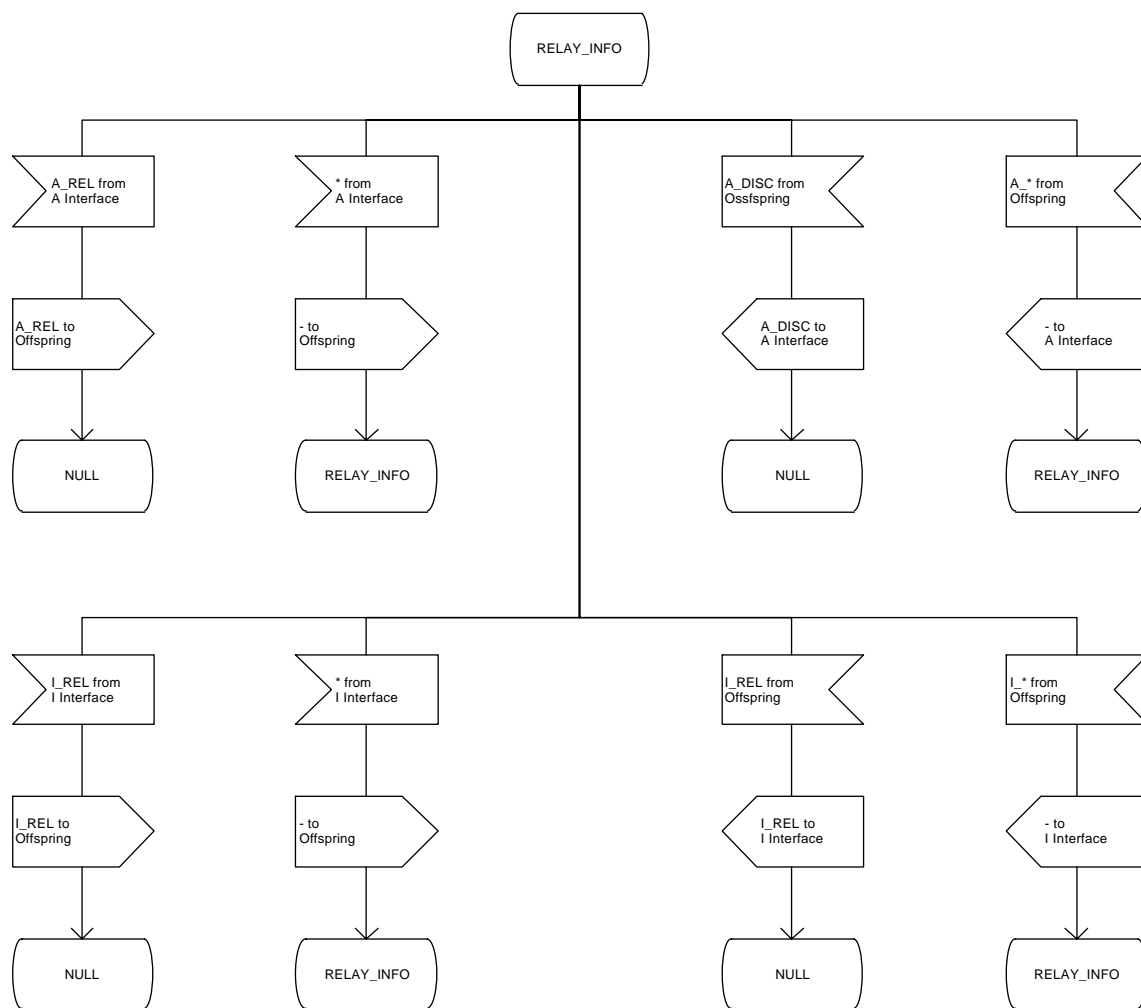 RELAY_INFO
A_REL from
A Interface
* from
A Interface
A_DISC from
Ossfspring
A_* from
Offspring
A_REL to
Offspring
- to
Offspring
A_DISC to
A Interface
- to
A Interface
NULL
RELAY_INFO
NULL
RELAY_INFO
I_REL from
I Interface
* from
I Interface
I_REL from
Offspring
I_* from
Offspring
I_REL to
Offspring
- to
Offspring
I_REL to
I Interface
- to
I Interface
NULL
RELAY_INFO
NULL
RELAY_INFO